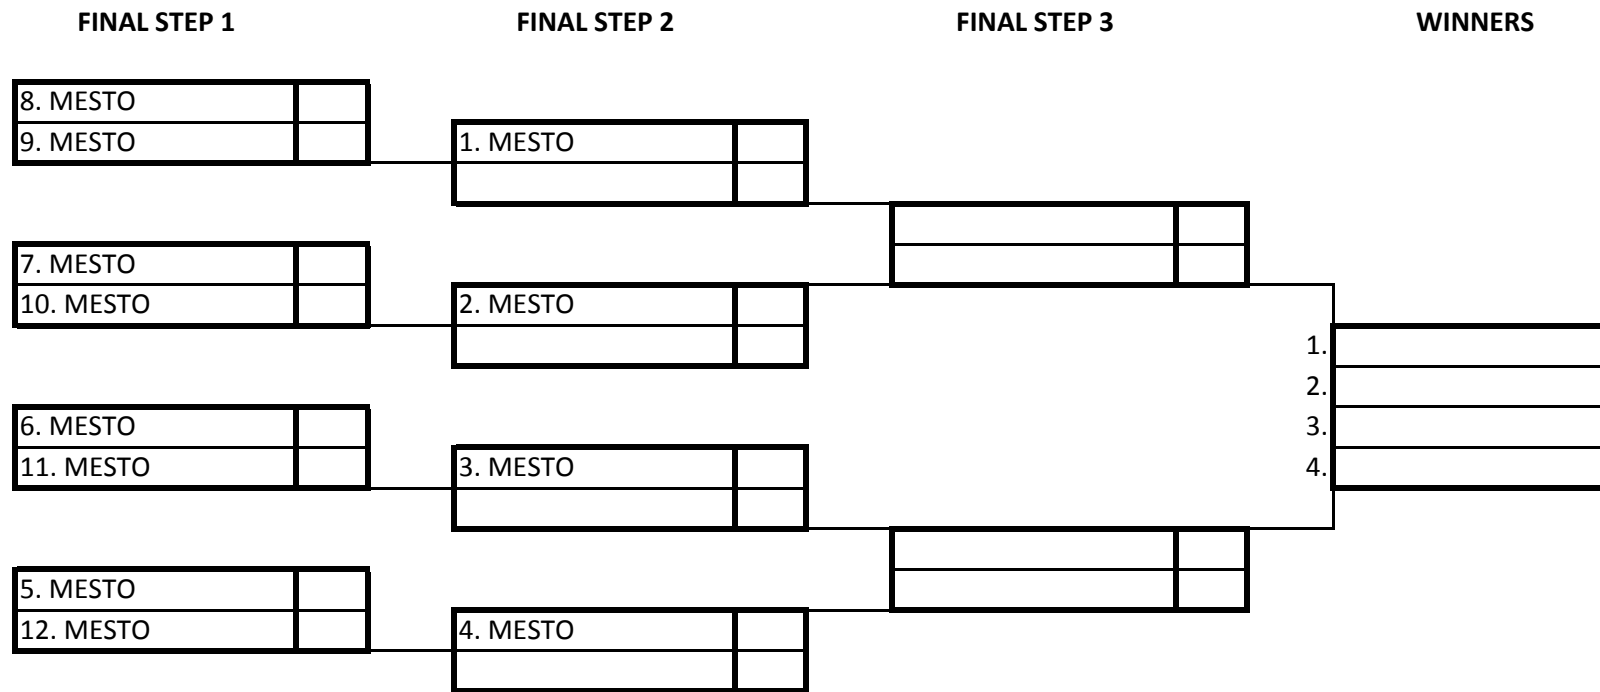 FINAL STEP 1 FINAL STEP 2 FINAL STEP 3 WINNERS
8. MESTO
9. MESTO
1. MESTO
7. MESTO
10. MESTO
2. MESTO
6. MESTO
11. MESTO
3. MESTO
5. MESTO
12. MESTO
4. MESTO
1.
2.
3.
4.